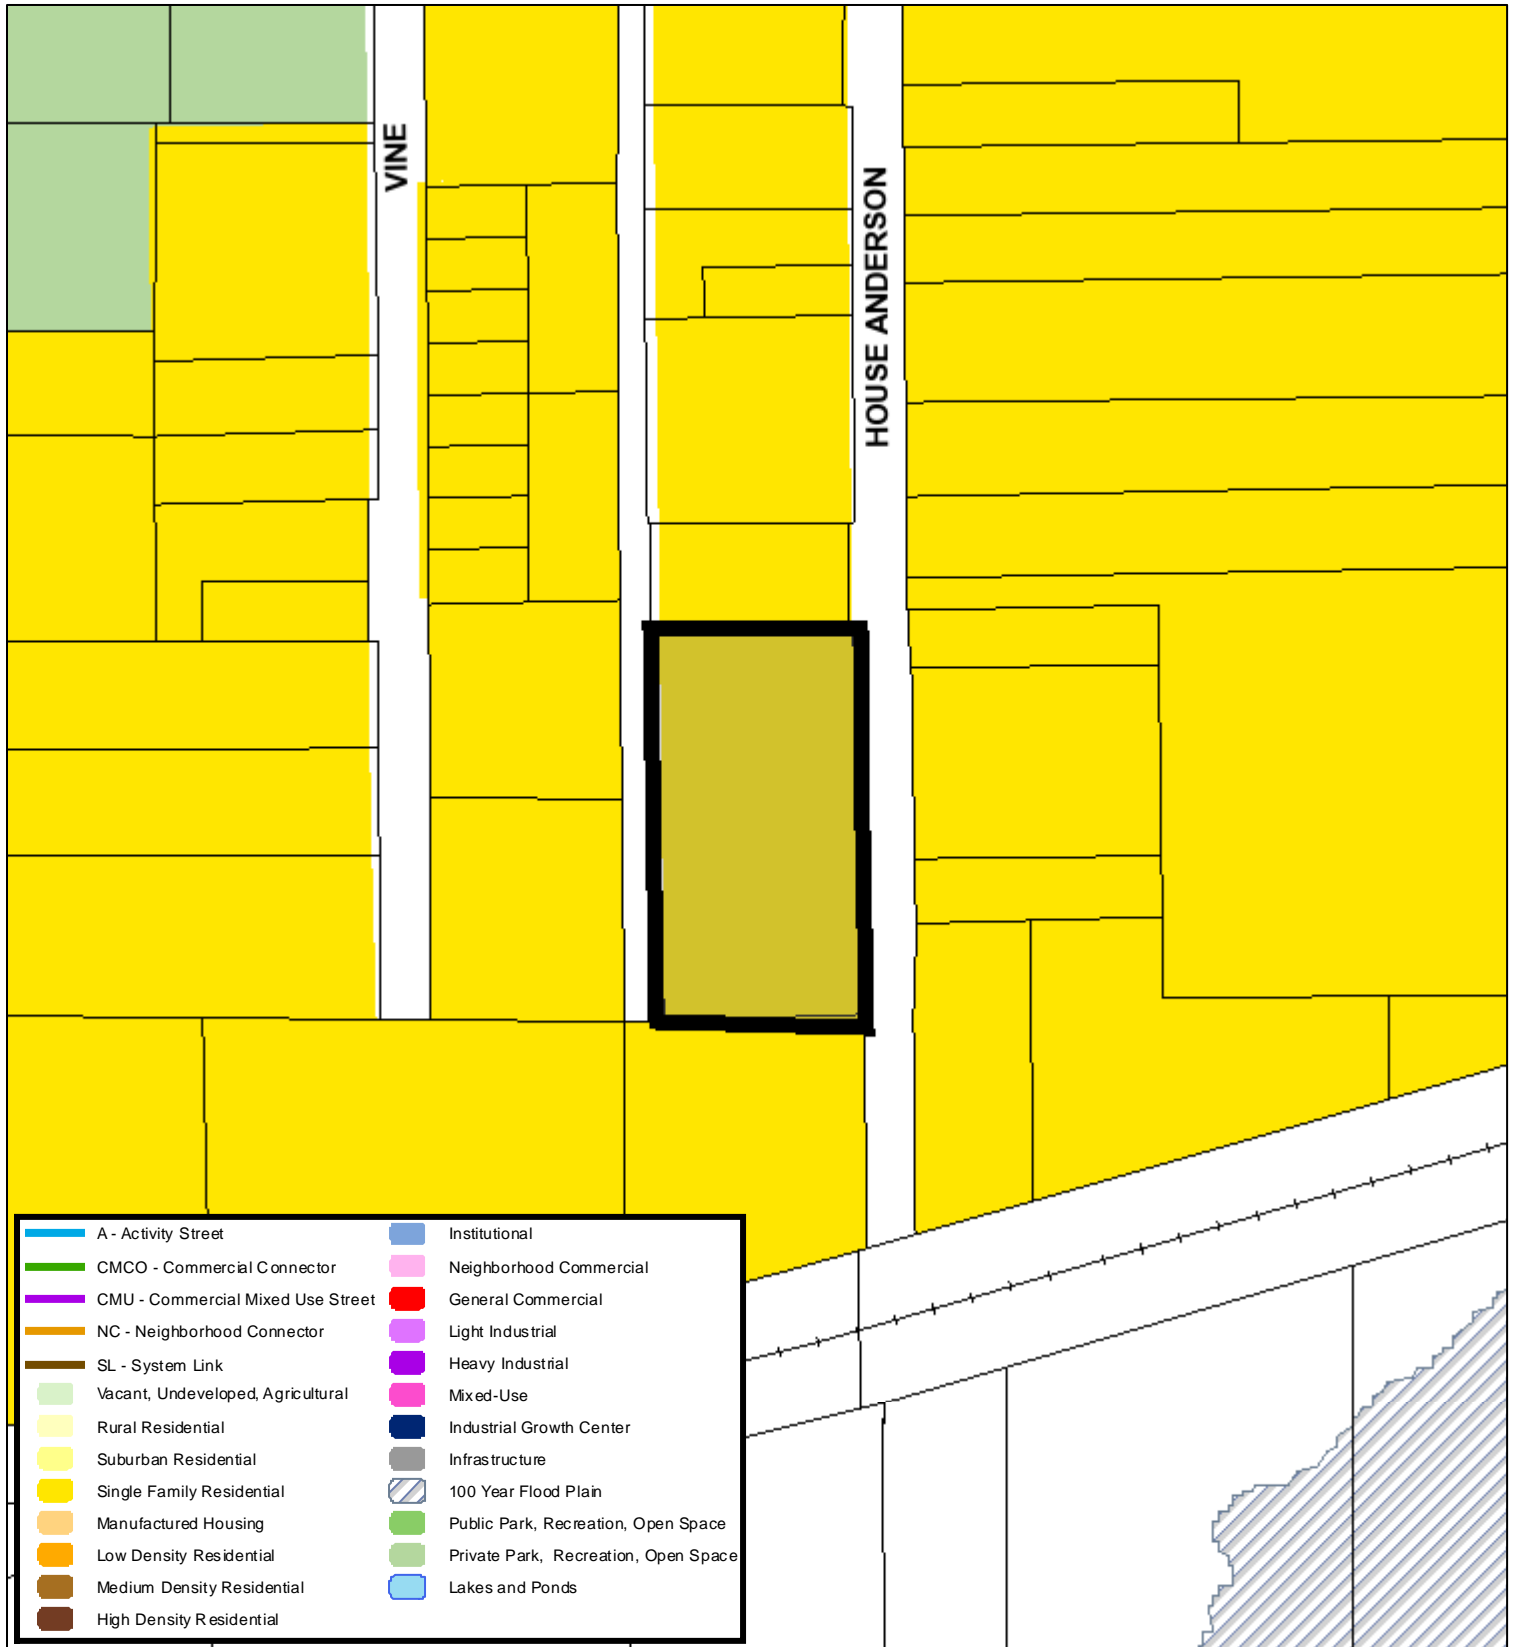 VINE
HOUSE ANDERSON
A - Activity Street
CMCO - Commercial Connector
CMU - Commercial Mixed Use Street
NC - Neighborhood Connector
SL - System Link
Vacant, Undeveloped, Agricultural
Rural Residential
Suburban Residential
Single Family Residential
Manufactured Housing
Low Density Residential
Medium Density Residential
High Density Residential
Institutional
Neighborhood Commercial
General Commercial
Light Industrial
Heavy Industrial
Mixed-Use
Industrial Growth Center
Infrastructure
100 Year Flood Plain
Public Park, Recreation, Open Space
Private Park, Recreation, Open Space
Lakes and Ponds